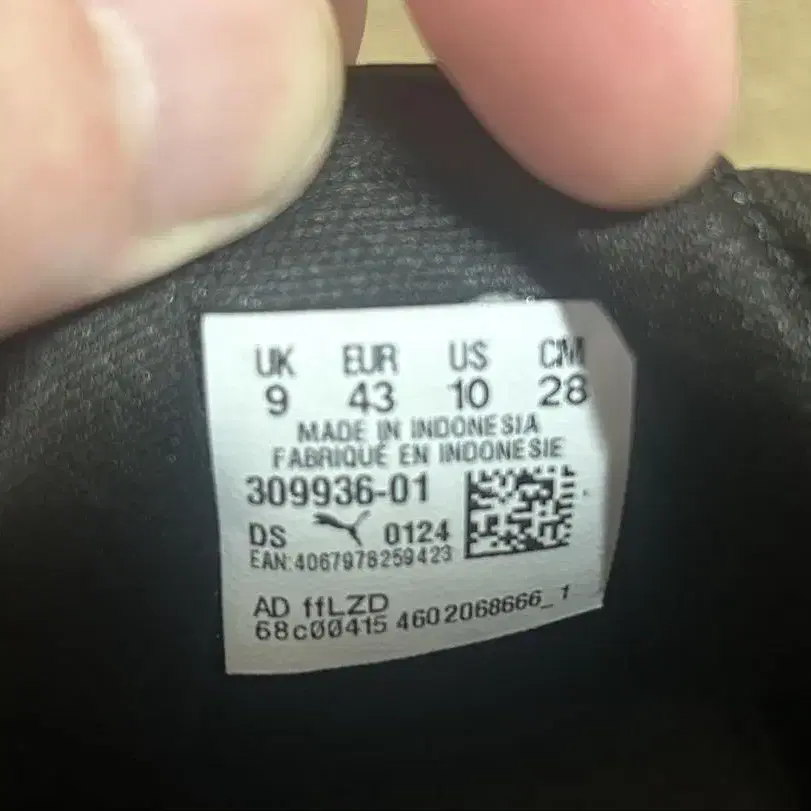 UK EUR US CM
9 43 10 28
MADE IN INDONESIA
FABRIQUÉ EN INDONESIE
309936-01
DS 0124
EAN:4067978259423
AD ffLZD
68c00415 4602068666_1